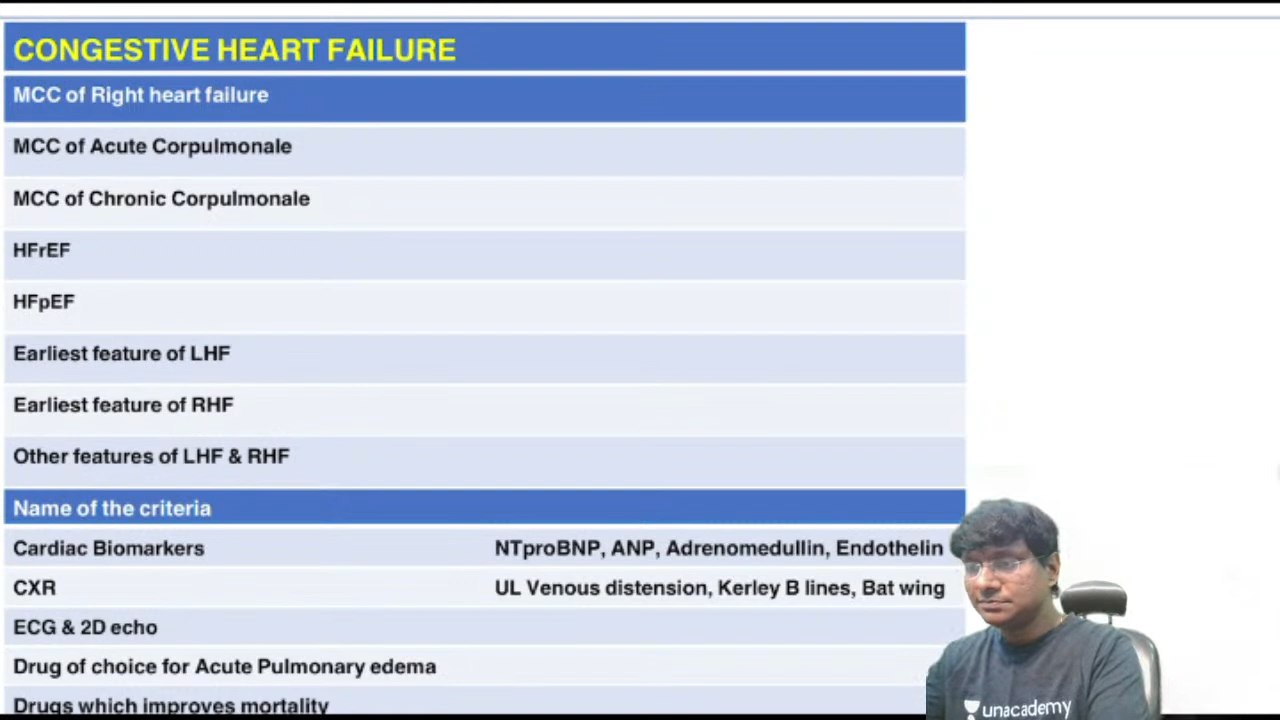 CONGESTIVE HEART FAILURE
MCC of Right heart failure
MCC of Acute Corpulmonale
MCC of Chronic Corpulmonale
HFrEF
HFpEF
Earliest feature of LHF
Earliest feature of RHF
Other features of LHF & RHF
Name of the criteria
Cardiac Biomarkers NTproBNP, ANP, Adrenomedullin, Endothelin
CXR UL Venous distension, Kerley B lines, Bat wing
ECG & 2D echo
Drug of choice for Acute Pulmonary edema
Drugs which improves mortality
unacademy